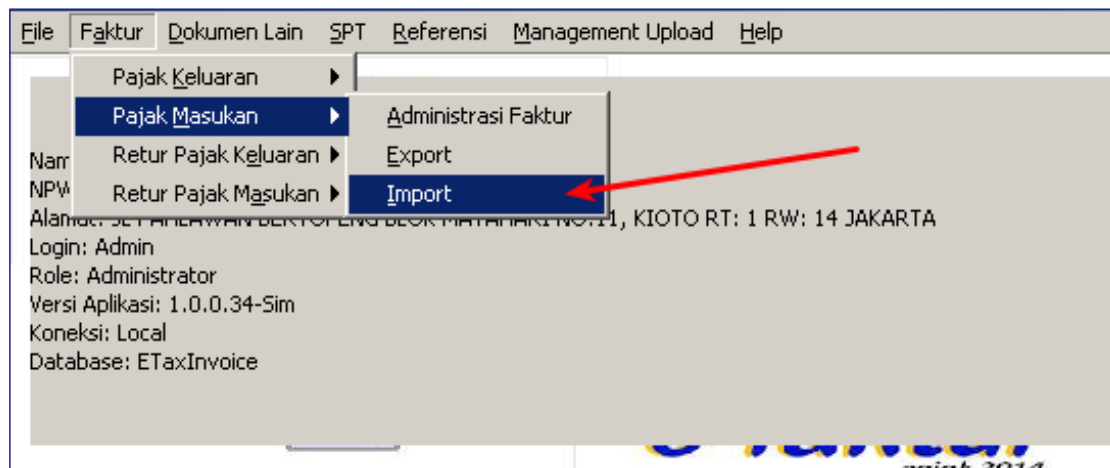 File Faktur Dokumen Lain SPT Referensi Management Upload Help
Pajak Keluaran
Pajak Masukan
Retur Pajak Keluaran
Retur Pajak Masukan
Administrasi Faktur
Export
Import
NO:11, KIOTO RT: 1 RW: 14 JAKARTA
Login: Admin
Role: Administrator
Versi Aplikasi: 1.0.0.34-Sim
Koneksi: Local
Database: ETaxInvoice